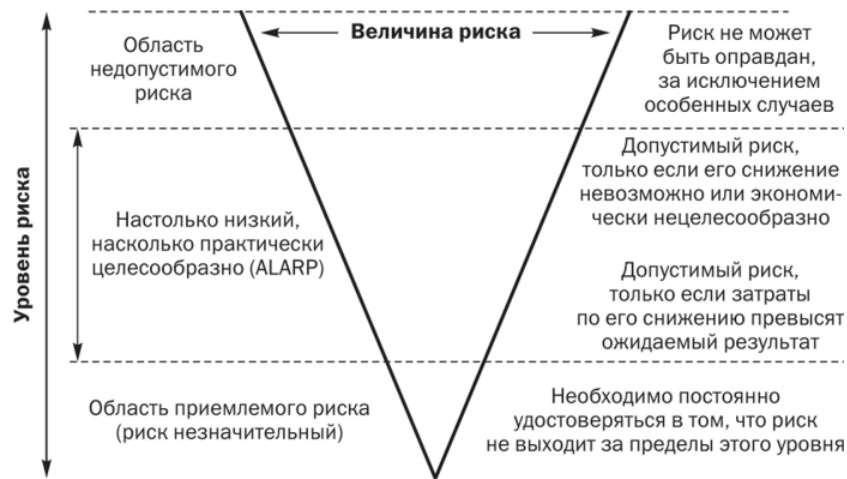 Уровень риска
Величина риска
Область
недопустимого
риска
Риск не может
быть оправдан,
за исключением
особенных случаев
Настолько низкий,
насколько практически
целесообразно (ALARP)
Допустимый риск,
только если его снижение
невозможно или экономи-
чески нецелесообразно
Допустимый риск,
только если затраты
по его снижению превысят
ожидаемый результат
Область приемлемого риска
(риск незначительный)
Необходимо постоянно
удостоверяться в том, что риск
не выходит за пределы этого уровня